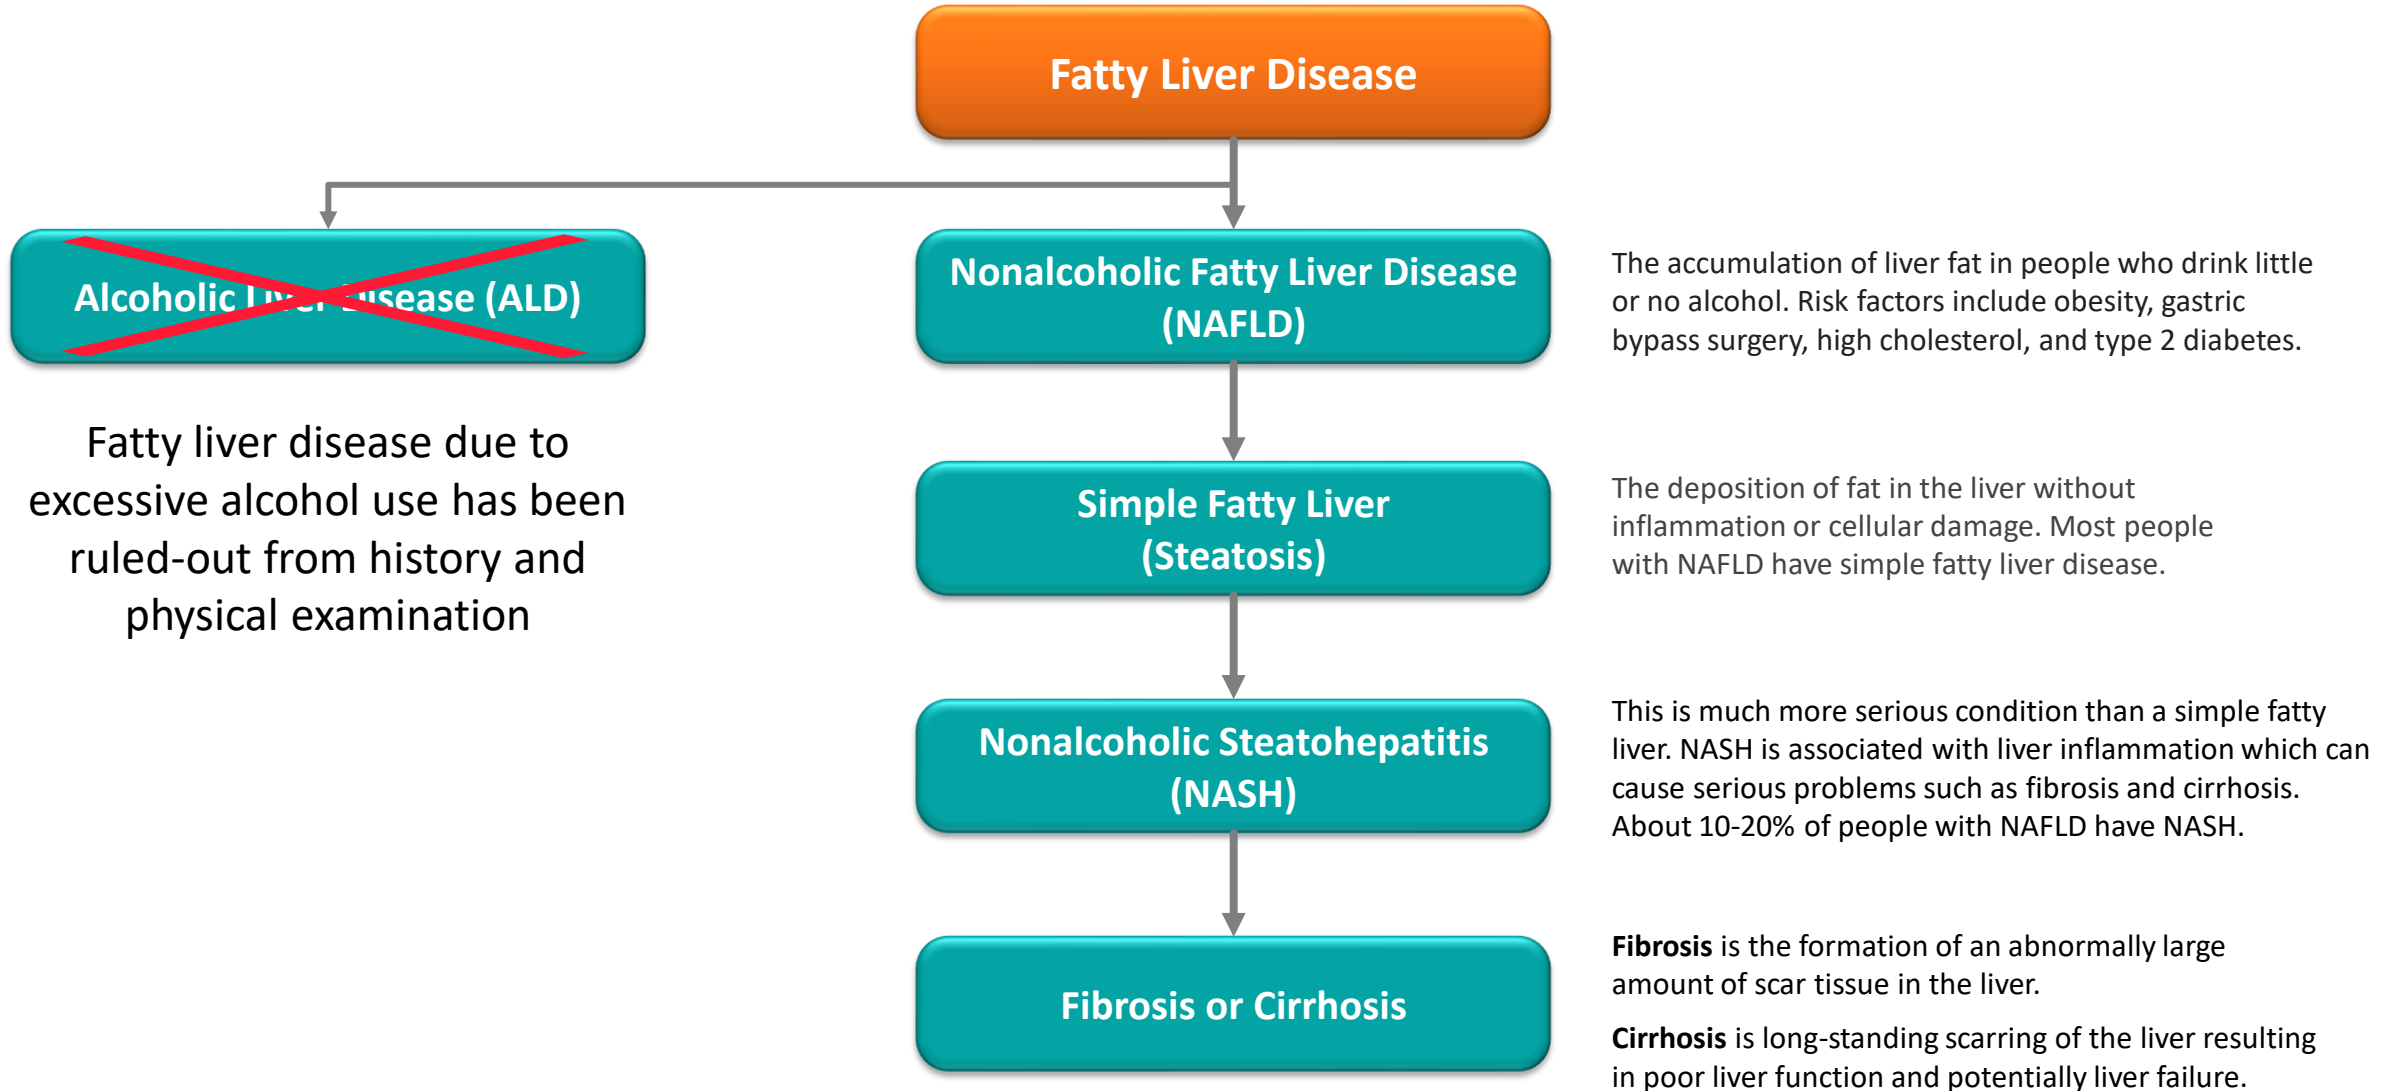 Fatty Liver Disease
Alcoholic Liver Disease (ALD)
Fatty liver disease due to
excessive alcohol use has been
ruled-out from history and
physical examination
Nonalcoholic Fatty Liver Disease
(NAFLD)
The accumulation of liver fat in people who drink little
or no alcohol. Risk factors include obesity, gastric
bypass surgery, high cholesterol, and type 2 diabetes.
Simple Fatty Liver
(Steatosis)
The deposition of fat in the liver without
inflammation or cellular damage. Most people
with NAFLD have simple fatty liver disease.
Nonalcoholic Steatohepatitis
(NASH)
This is much more serious condition than a simple fatty
liver. NASH is associated with liver inflammation which can
cause serious problems such as fibrosis and cirrhosis.
About 10-20% of people with NAFLD have NASH.
Fibrosis or Cirrhosis
Fibrosis is the formation of an abnormally large
amount of scar tissue in the liver.
Cirrhosis is long-standing scarring of the liver resulting
in poor liver function and potentially liver failure.